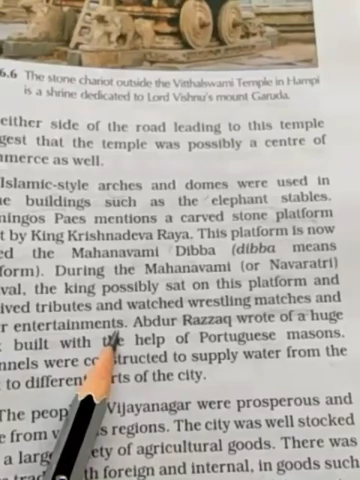 6.6 The stone chariot outside the Vitthalswami Temple in Hampi
is a shrine dedicated to Lord Vishnu's mount Garuda.
either side of the road leading to this temple
gest that the temple was possibly a centre of
merce as well.
Islamic-style arches and domes were used in
e buildings such as the elephant stables.
ningos Paes mentions a carved stone platform
t by King Krishnadeva Raya. This platform is now
ed the Mahanavami Dibba (dibba means
form). During the Mahanavami (or Navaratri)
val, the king possibly sat on this platform and
ived tributes and watched wrestling matches and
r entertainments. Abdur Razzaq wrote of a huge
built with the help of Portuguese masons.
nnels were constructed to supply water from the
to different rts of the city.
The peop Vijayanagar were prosperous and
e from v s regions. The city was well stocked
a large ety of agricultural goods. There was
trad th foreign and internal, in goods such